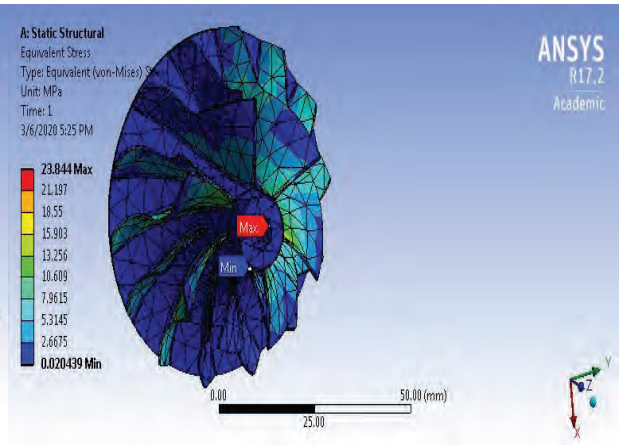 A: Static Structural
Equivalent Stress
Type: Equivalent (von-Mises)
Unit: MPa
Time: 1
3/6/2020 5:25 PM
ANSYS
R17.2
Academic
23.844 Max
21.197
18.55
15.903
13.256
10.609
7.9615
5.3145
2.6675
0.020439 Min
Max
Min
0.00
50.00 (mm)
25.00
Y
Z
X